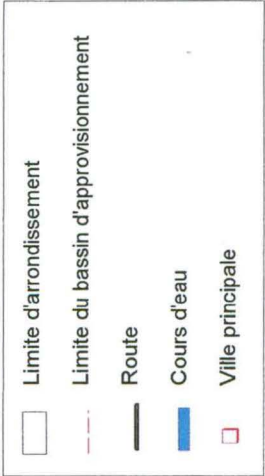 Limite d'arrondissement
Limite du bassin d'approvisionnement
Route
Cours d'eau
Ville principale